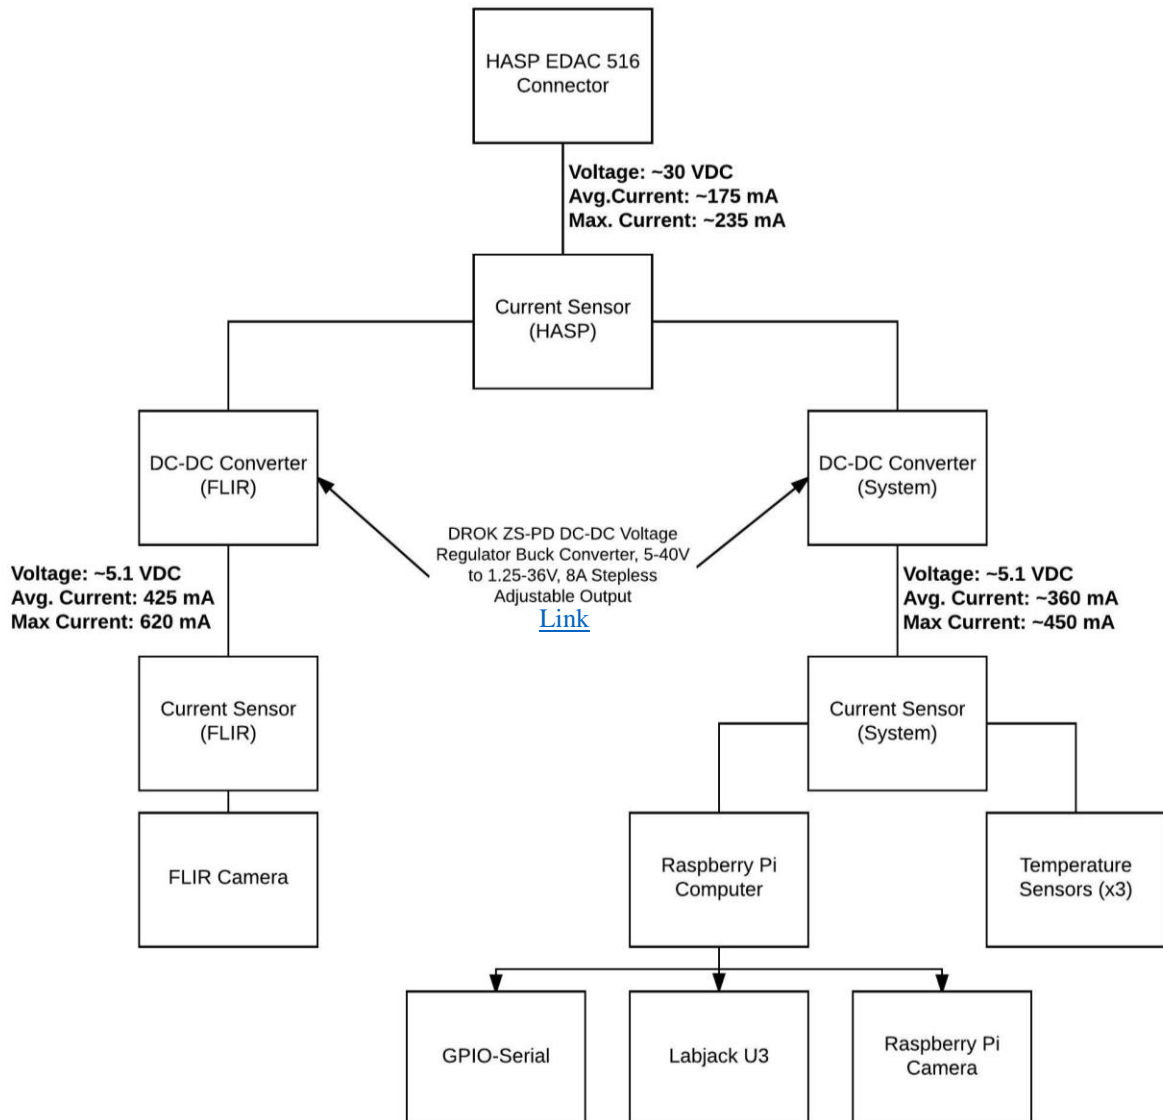 HASP EDAC 516
Connector
Voltage: ~30 VDC
Avg.Current: ~175 mA
Max. Current: ~235 mA
Current Sensor
(HASP)
DC-DC Converter
(FLIR)
DC-DC Converter
(System)
DROK ZS-PD DC-DC Voltage
Regulator Buck Converter, 5-40V
to 1.25-36V, 8A Stepless
Adjustable Output
Link
Voltage: ~5.1 VDC
Avg. Current: 425 mA
Max Current: 620 mA
Voltage: ~5.1 VDC
Avg. Current: ~360 mA
Max Current: ~450 mA
Current Sensor
(FLIR)
Current Sensor
(System)
FLIR Camera
Raspberry Pi
Computer
Temperature
Sensors (x3)
GPIO-Serial
Labjack U3
Raspberry Pi
Camera